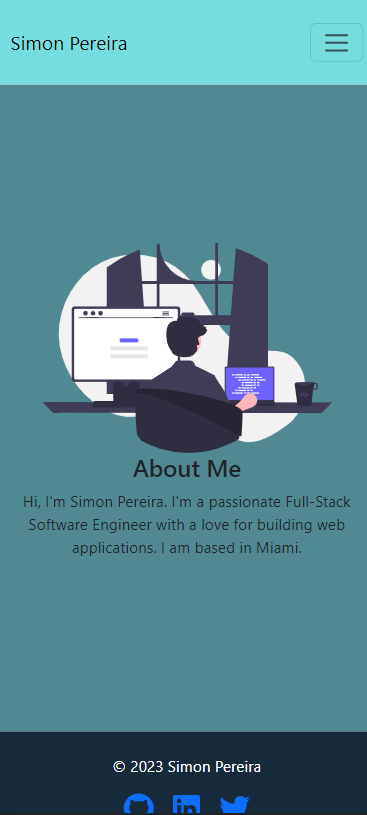 Simon Pereira
About Me
Hi, I'm Simon Pereira. I'm a passionate Full-Stack
Software Engineer with a love for building web
applications. I am based in Miami.
© 2023 Simon Pereira